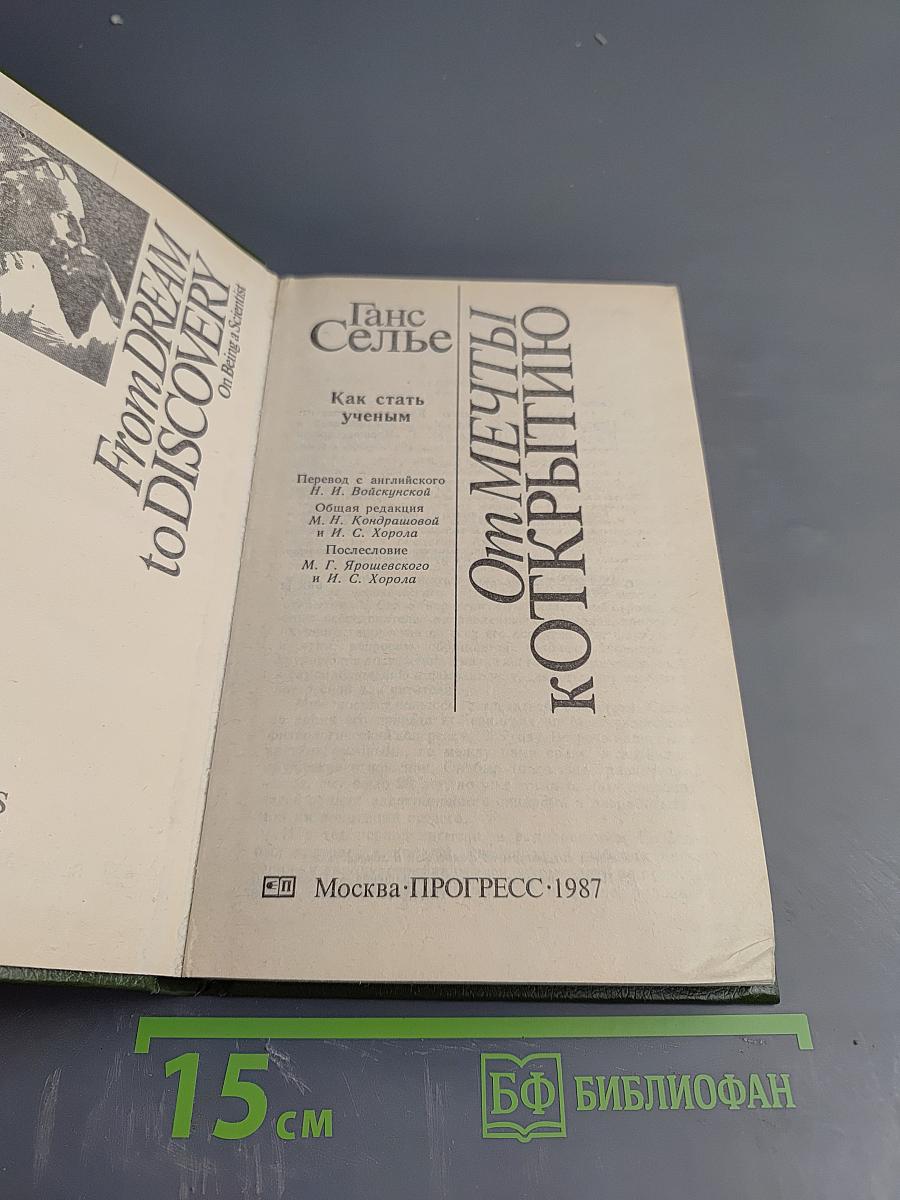 From DREAM
to DISCOVERY
On Being a Scientist
S
Ганс
Селье
Как стать
ученым
Перевод с английского
Н. И. Войскунской
Общая редакция
М. Н. Кондрашовой
и И. С. Хорола
Послесловие
М. Г. Ярошевского
и И. С. Хорола
От МЕЧТЫ
к ОТКРЫТИЮ
Москва·ПРОГРЕСС·1987
15 см
БФ БИБЛИОФАН